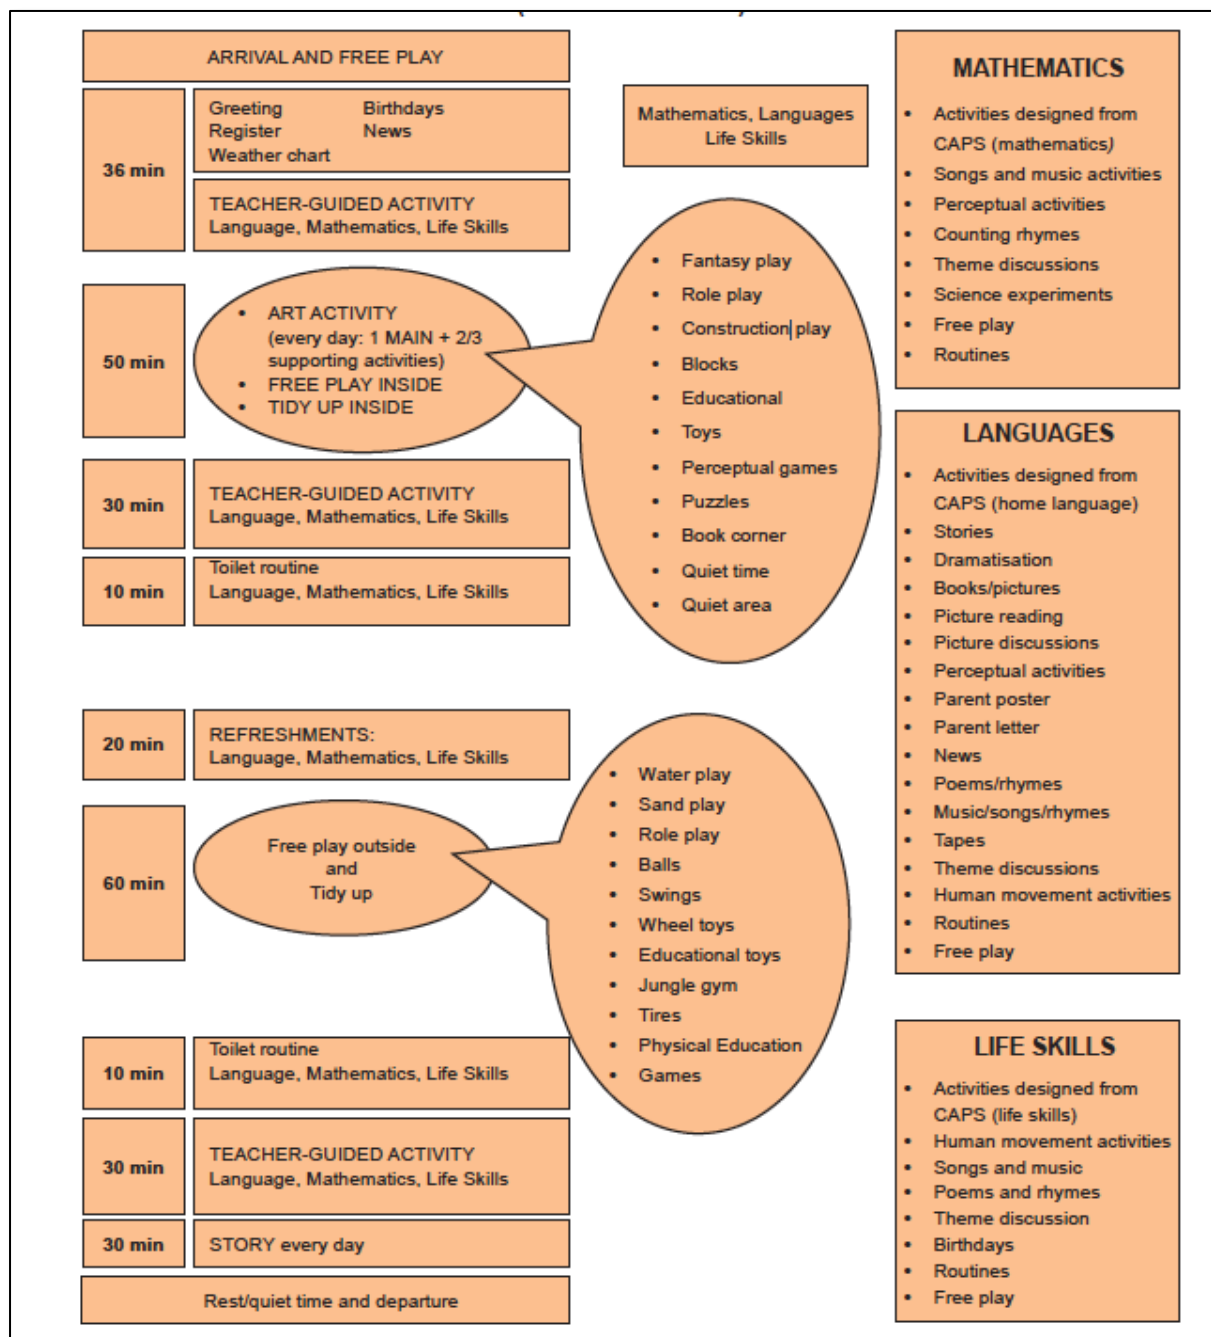 ARRIVAL AND FREE PLAY
36 min
Greeting Birthdays
Register News
Weather chart
TEACHER-GUIDED ACTIVITY
Language, Mathematics, Life Skills
50 min
• ART ACTIVITY
(every day: 1 MAIN + 2/3
supporting activities)
• FREE PLAY INSIDE
• TIDY UP INSIDE
30 min
TEACHER-GUIDED ACTIVITY
Language, Mathematics, Life Skills
10 min
Toilet routine
Language, Mathematics, Life Skills
20 min
REFRESHMENTS:
Language, Mathematics, Life Skills
60 min
Free play outside
and
Tidy up
10 min
Toilet routine
Language, Mathematics, Life Skills
30 min
TEACHER-GUIDED ACTIVITY
Language, Mathematics, Life Skills
30 min
STORY every day
Rest/quiet time and departure
Mathematics, Languages
Life Skills
• Fantasy play
• Role play
• Construction play
• Blocks
• Educational
• Toys
• Perceptual games
• Puzzles
• Book corner
• Quiet time
• Quiet area
• Water play
• Sand play
• Role play
• Balls
• Swings
• Wheel toys
• Educational toys
• Jungle gym
• Tires
• Physical Education
• Games
MATHEMATICS
• Activities designed from
CAPS (mathematics)
• Songs and music activities
• Perceptual activities
• Counting rhymes
• Theme discussions
• Science experiments
• Free play
• Routines
LANGUAGES
• Activities designed from
CAPS (home language)
• Stories
• Dramatisation
• Books/pictures
• Picture reading
• Picture discussions
• Perceptual activities
• Parent poster
• Parent letter
• News
• Poems/rhymes
• Music/songs/rhymes
• Tapes
• Theme discussions
• Human movement activities
• Routines
• Free play
LIFE SKILLS
• Activities designed from
CAPS (life skills)
• Human movement activities
• Songs and music
• Poems and rhymes
• Theme discussion
• Birthdays
• Routines
• Free play